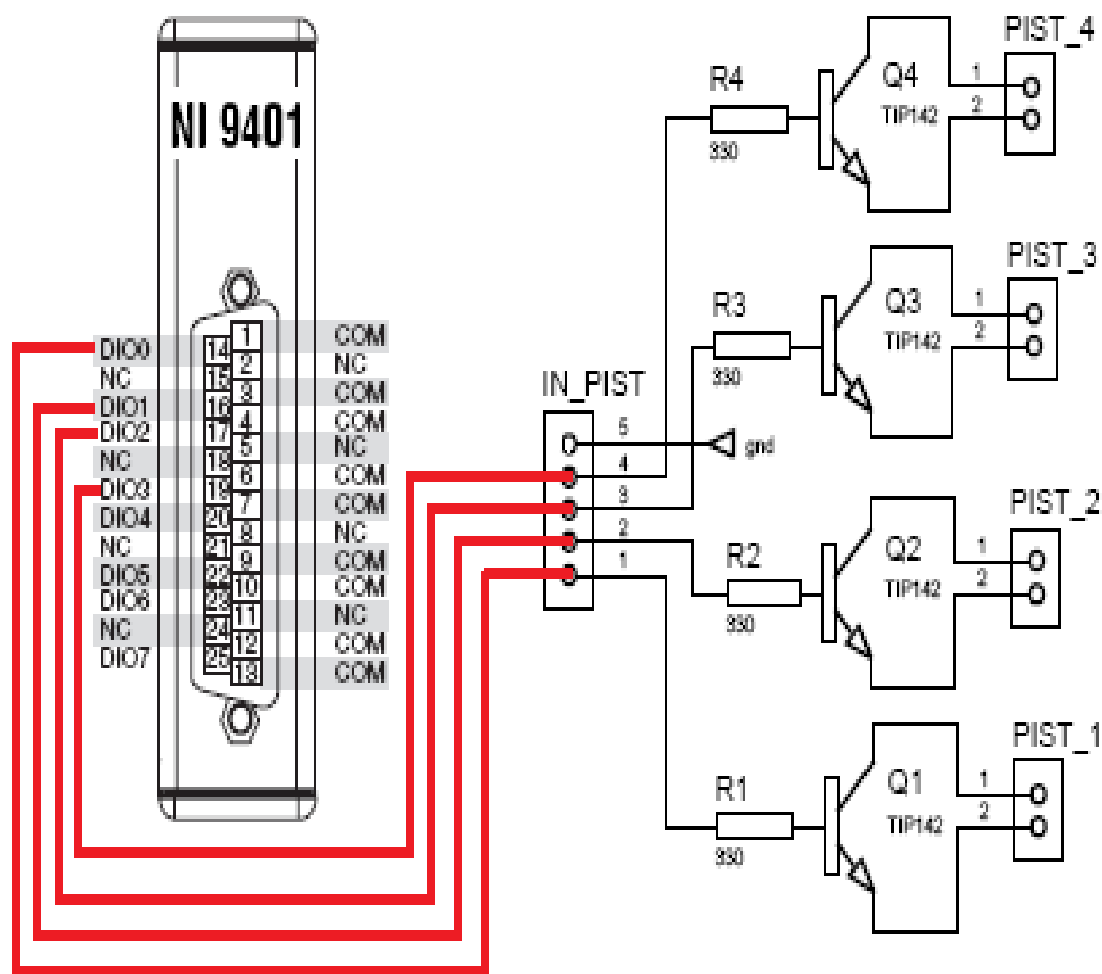 NI 9401
DIO0
NC
DIO1
DIO2
NC
DIO3
DIO4
NC
DIO5
DIO6
NC
DIO7
14
15
16
17
18
19
20
21
22
23
24
25
1
2
3
4
5
6
7
8
9
10
11
12
13
COM
NC
COM
COM
NC
COM
COM
NC
COM
COM
NC
COM
COM
IN_PIST
5
4
3
2
1
gnd
R4
330
Q4
TIP142
1
2
PIST_4
R3
330
Q3
TIP142
1
2
PIST_3
R2
330
Q2
TIP142
1
2
PIST_2
R1
330
Q1
TIP142
1
2
PIST_1